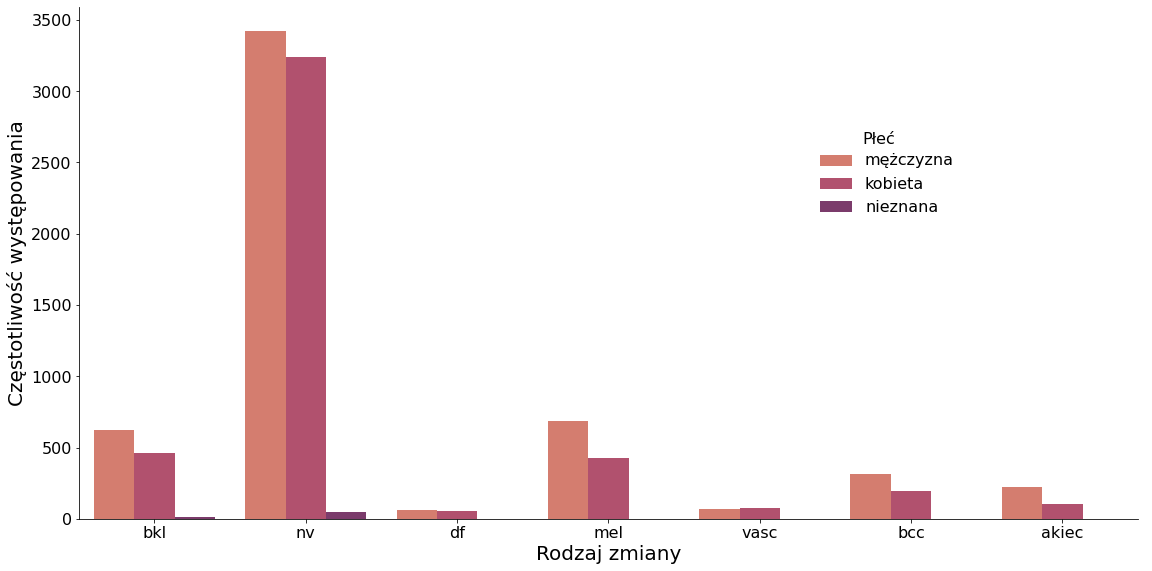 3500
3000
2500
2000
1500
1000
500
0
Częstotliwość występowania
Płeć
mężczyzna
kobieta
nieznana
bkl nv df mel vasc bcc akiec
Rodzaj zmiany